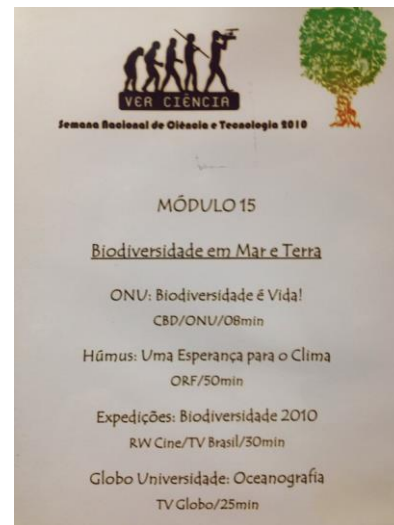 VER CIÊNCIA
Semana Nacional de Ciência e Tecnologia 2010
MÓDULO 15
Biodiversidade em Mar e Terra
ONU: Biodiversidade é Vida!
CBD/ONU/08min
Húmus: Uma Esperança para o Clima
ORF/50min
Expedições: Biodiversidade 2010
RW Cine/TV Brasil/30min
Globo Universidade: Oceanografia
TV Globo/25min